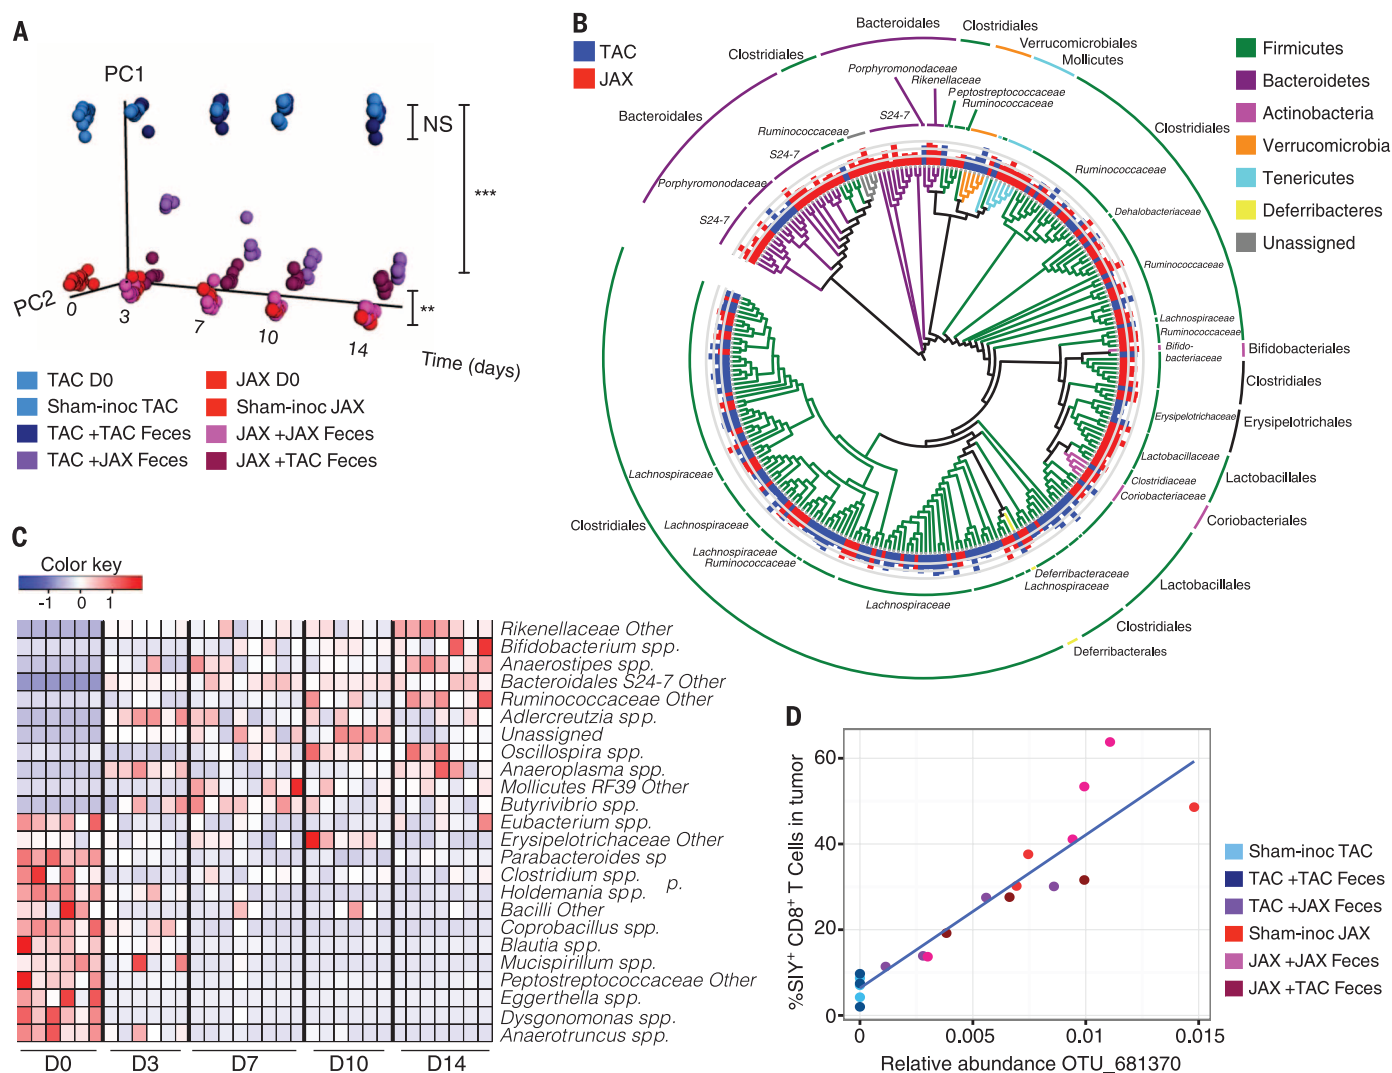 A
PC1
NS
***
**
PC2
0
3
7
10
14
Time (days)
TAC D0
Sham-inoc TAC
TAC +TAC Feces
TAC +JAX Feces
JAX D0
Sham-inoc JAX
JAX +JAX Feces
JAX +TAC Feces
B
TAC
JAX
Bacteroidales
Clostridiales
Bacteroidales
Clostridiales
Verrucomicrobiales
Mollicutes
Clostridiales
Bifidobacteriales
Clostridiales
Erysipelotrichales
Lactobacillales
Coriobacteriales
Lactobacillales
Clostridiales
Deferribacterales
Clostridiales
S24-7
Porphyromonodaceae
S24-7
Ruminococcaceae
S24-7
Porphyromonodaceae
Rikenellaceae
P eptostreptococcaceae
Ruminococcaceae
Ruminococcaceae
Dehalobacteriaceae
Ruminococcaceae
Lachnospiraceae
Ruminococcaceae
Bifido-
bacteriaceae
Erysipelotrichaceae
Lactobacillaceae
Clostridiaceae
Coriobacteriaceae
Deferribacteraceae
Lachnospiraceae
Lachnospiraceae
Lachnospiraceae
Ruminococcaceae
Lachnospiraceae
Lachnospiraceae
Firmicutes
Bacteroidetes
Actinobacteria
Verrucomicrobia
Tenericutes
Deferribacteres
Unassigned
C
Color key
-1 0 1
Rikenellaceae Other
Bifidobacterium spp.
Anaerostipes spp.
Bacteroidales S24-7 Other
Ruminococcaceae Other
Adlercreutzia spp.
Unassigned
Oscillospira spp.
Anaeroplasma spp.
Mollicutes RF39 Other
Butyrivibrio spp.
Eubacterium spp.
Erysipelotrichaceae Other
Parabacteroides sp
Clostridium spp.
p.
Holdemania spp.
Bacilli Other
Coprobacillus spp.
Blautia spp.
Mucispirillum spp.
Peptostreptococcaceae Other
Eggerthella spp.
Dysgonomonas spp.
Anaerotruncus spp.
D0 D3 D7 D10 D14
D
%SIY+ CD8+ T Cells in tumor
60
40
20
0
0 0.005 0.01 0.015
Relative abundance OTU_681370
Sham-inoc TAC
TAC +TAC Feces
TAC +JAX Feces
Sham-inoc JAX
JAX +JAX Feces
JAX +TAC Feces